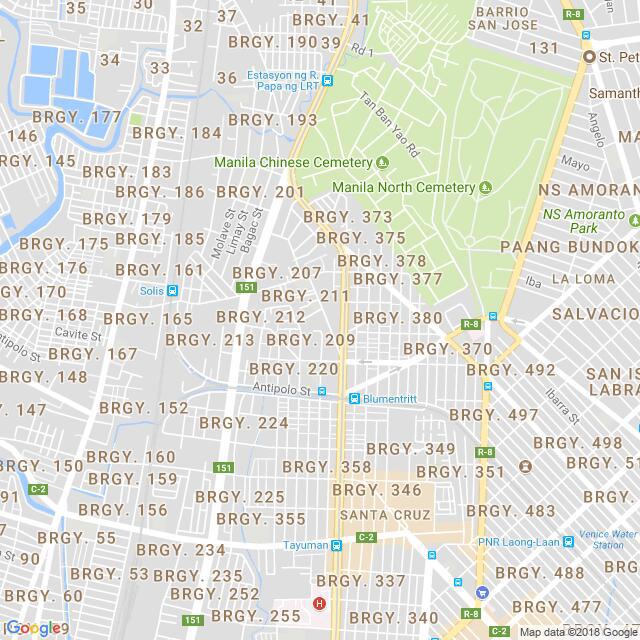 35
41
BRGY. 41
BARRIO
SAN JOSE
R-8
32
BRGY. 190
39
Rd 1
131
34
33
St. Pet
36
Estasyon ng R.
Papa ng LRT
Samantha
BRGY. 177
Tan Ban Yao Rd
Angelo
146
BRGY. 184
BRGY. 193
MA
BRGY. 145
Manila Chinese Cemetery
Mayo
BRGY. 183
BRGY. 186
BRGY. 201
Manila North Cemetery
NS AMORANTO
BRGY. 179
Molave St
Limay St
Bagac St
BRGY. 373
NS Amoranto
Park
BRGY. 175
BRGY. 185
BRGY. 375
PAANG BUNDOK
BRGY. 176
BRGY. 161
BRGY. 207
BRGY. 378
BRGY. 377
Iba
LA LOMA
BRGY. 170
Solis
151
BRGY. 211
BRGY. 168
BRGY. 165
BRGY. 212
BRGY. 380
R-8
SALVACIO
Cavite St
BRGY. 213
BRGY. 209
BRGY. 370
ntipolo St
BRGY. 167
BRGY. 220
BRGY. 492
SAN IS
LABRA
BRGY. 148
Antipolo St
Blumentritt
Ibarra St
BRGY. 147
BRGY. 152
BRGY. 224
BRGY. 497
BRGY. 498
BRGY. 349
R-8
BRGY. 150
BRGY. 160
151
BRGY. 358
BRGY. 351
BRGY. 51
BRGY. 159
C-2
91
BRGY. 225
BRGY. 346
BRGY. 156
BRGY. 355
SANTA CRUZ
BRGY. 483
BRGY. 55
C-2
Venice Water
Station
BRGY. 234
Tayuman
PNR Laong-Laan
90
BRGY. 53
BRGY. 235
BRGY. 337
BRGY. 488
BRGY. 60
BRGY. 252
H
BRGY. 477
151
BRGY. 255
BRGY. 340
R-8
Google
C-2
Map data ©2018 Google